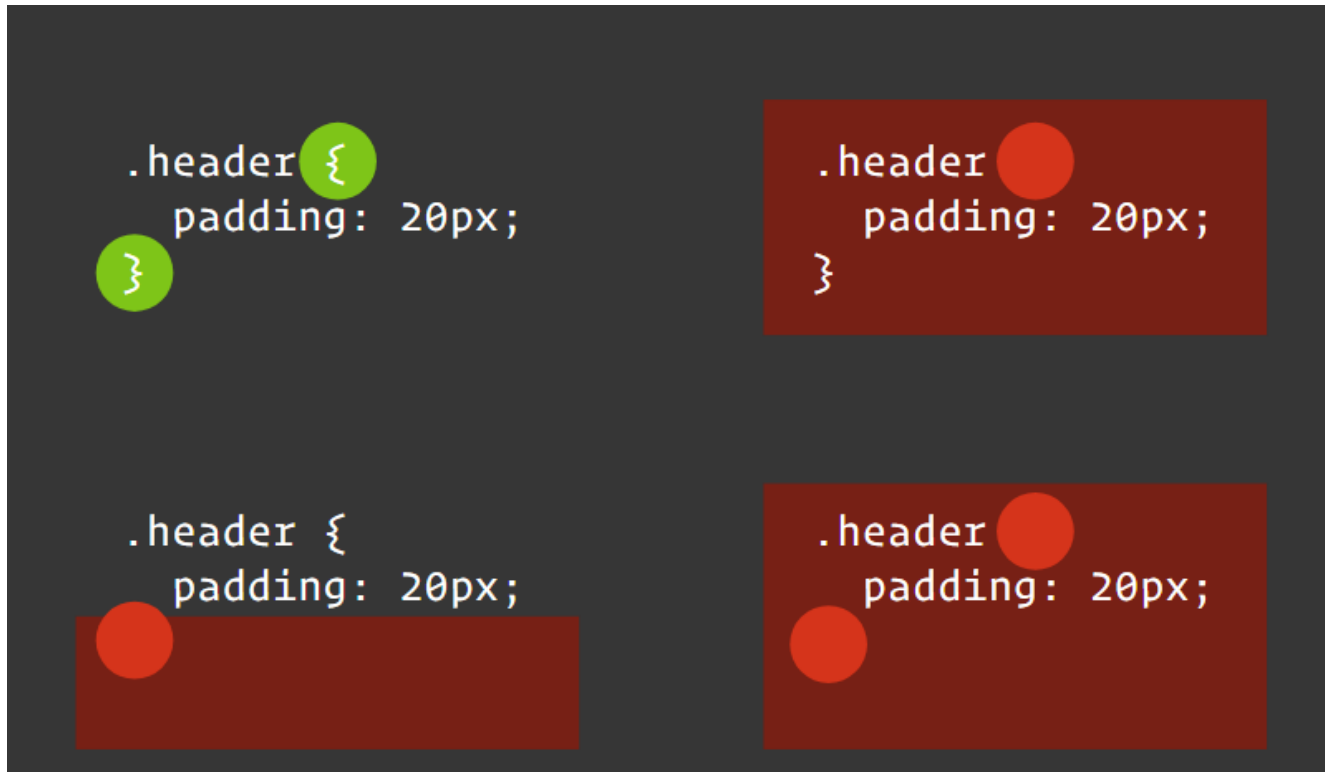 .header {
  padding: 20px;
}
.header
  padding: 20px;
}
.header {
  padding: 20px;
.header
  padding: 20px;